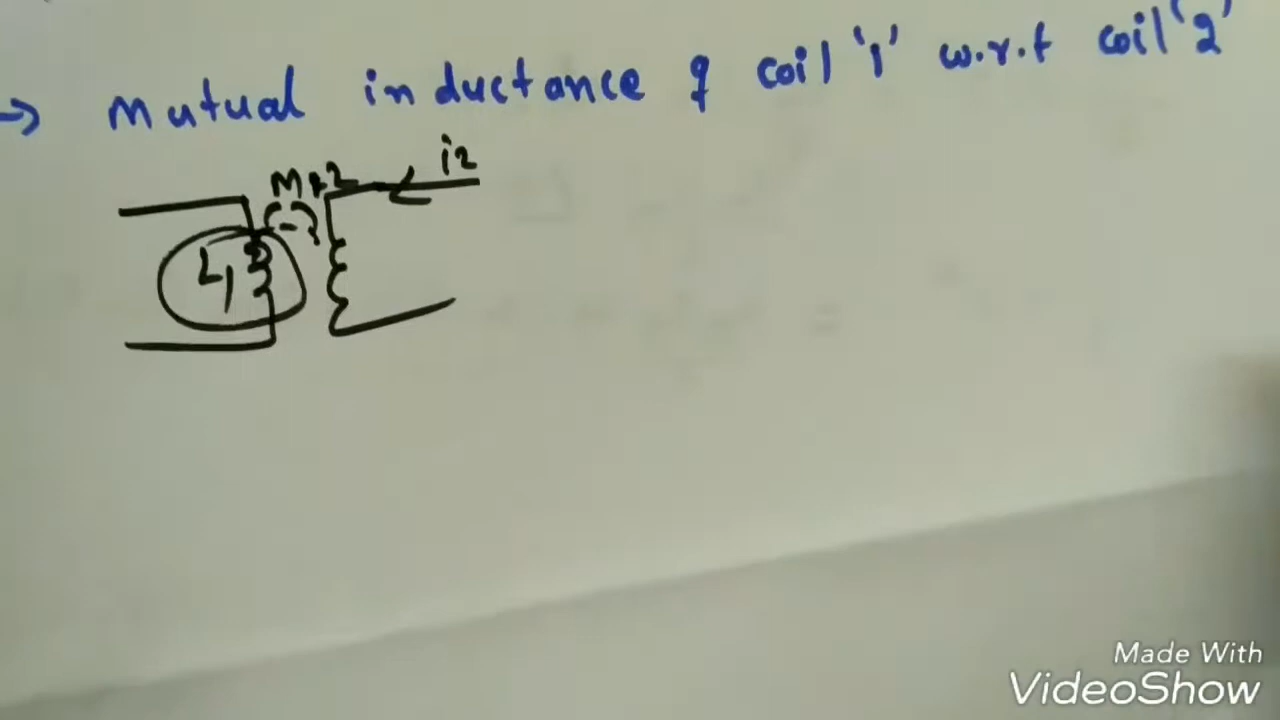 → Mutual inductance of coil '1' w.r.t coil '2'
M12
i2
L1
Made With
VideoShow